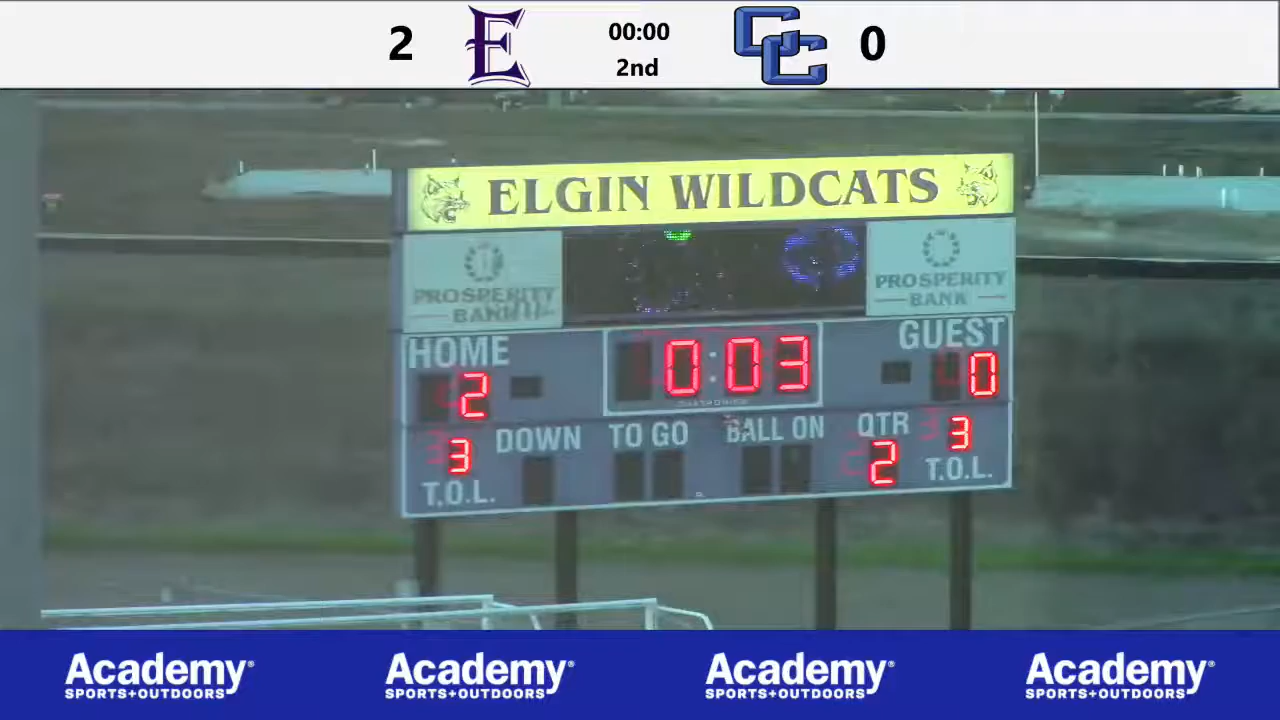 2 E 00:00 CC 0
2nd
ELGIN WILDCATS
PROSPERITY
BANK
PROSPERITY
BANK
HOME
GUEST
2 0:03 0
DAKTRONICS
DOWN TO GO BALL ON QTR
3 2 3
T.O.L. T.O.L.
Academy Academy Academy Academy
SPORTS+OUTDOORS SPORTS+OUTDOORS SPORTS+OUTDOORS SPORTS+OUTDOORS